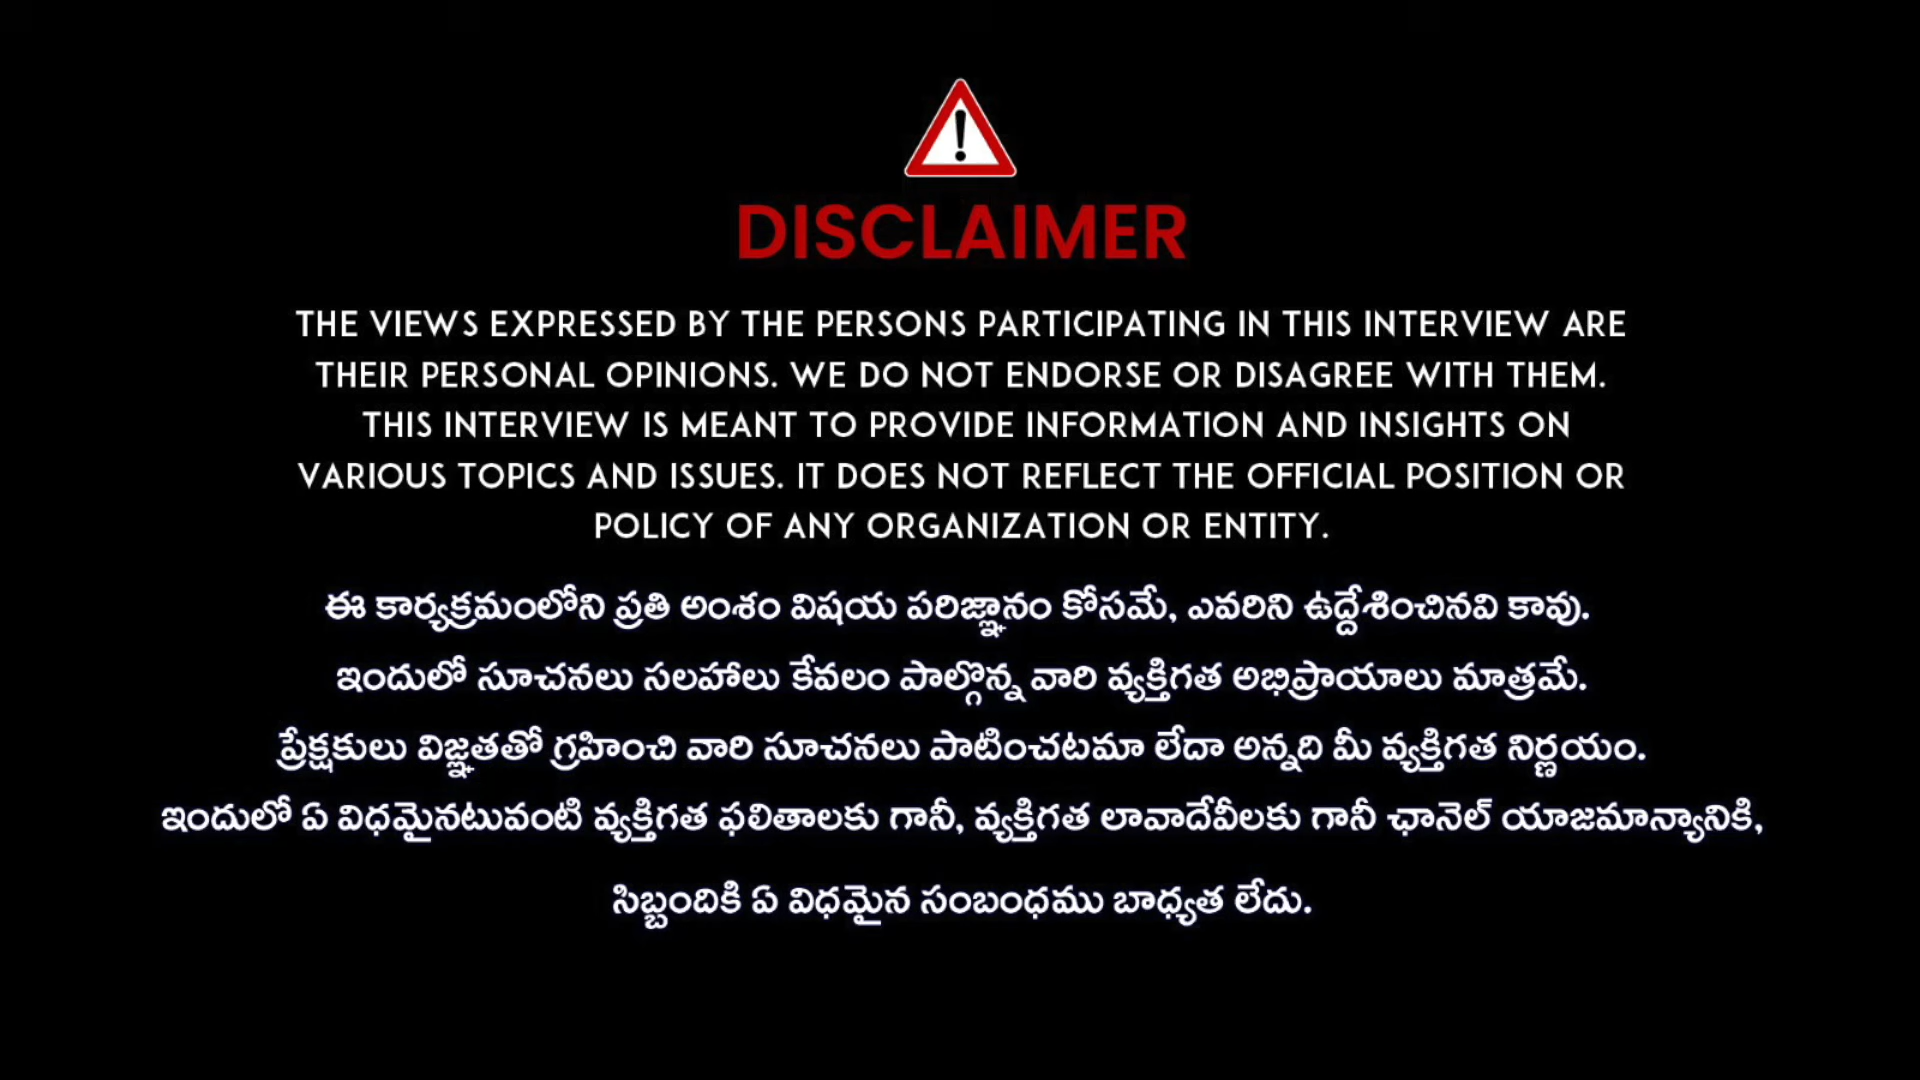 DISCLAIMER
THE VIEWS EXPRESSED BY THE PERSONS PARTICIPATING IN THIS INTERVIEW ARE
THEIR PERSONAL OPINIONS. WE DO NOT ENDORSE OR DISAGREE WITH THEM.
THIS INTERVIEW IS MEANT TO PROVIDE INFORMATION AND INSIGHTS ON
VARIOUS TOPICS AND ISSUES. IT DOES NOT REFLECT THE OFFICIAL POSITION OR
POLICY OF ANY ORGANIZATION OR ENTITY.
ఈ కార్యక్రమంలోని ప్రతి అంశం విషయ పరిజ్ఞానం కోసమే, ఎవరిని ఉద్దేశించినవి కావు.
ఇందులో సూచనలు సలహాలు కేవలం పాల్గొన్న వారి వ్యక్తిగత అభిప్రాయాలు మాత్రమే.
ప్రేక్షకులు విజ్ఞతతో గ్రహించి వారి సూచనలు పాటించటమా లేదా అన్నది మీ వ్యక్తిగత నిర్ణయం.
ఇందులో ఏ విధమైనటువంటి వ్యక్తిగత ఫలితాలకు గానీ, వ్యక్తిగత లావాదేవీలకు గానీ ఛానెల్ యాజమాన్యానికి,
సిబ్బందికి ఏ విధమైన సంబంధము బాధ్యత లేదు.